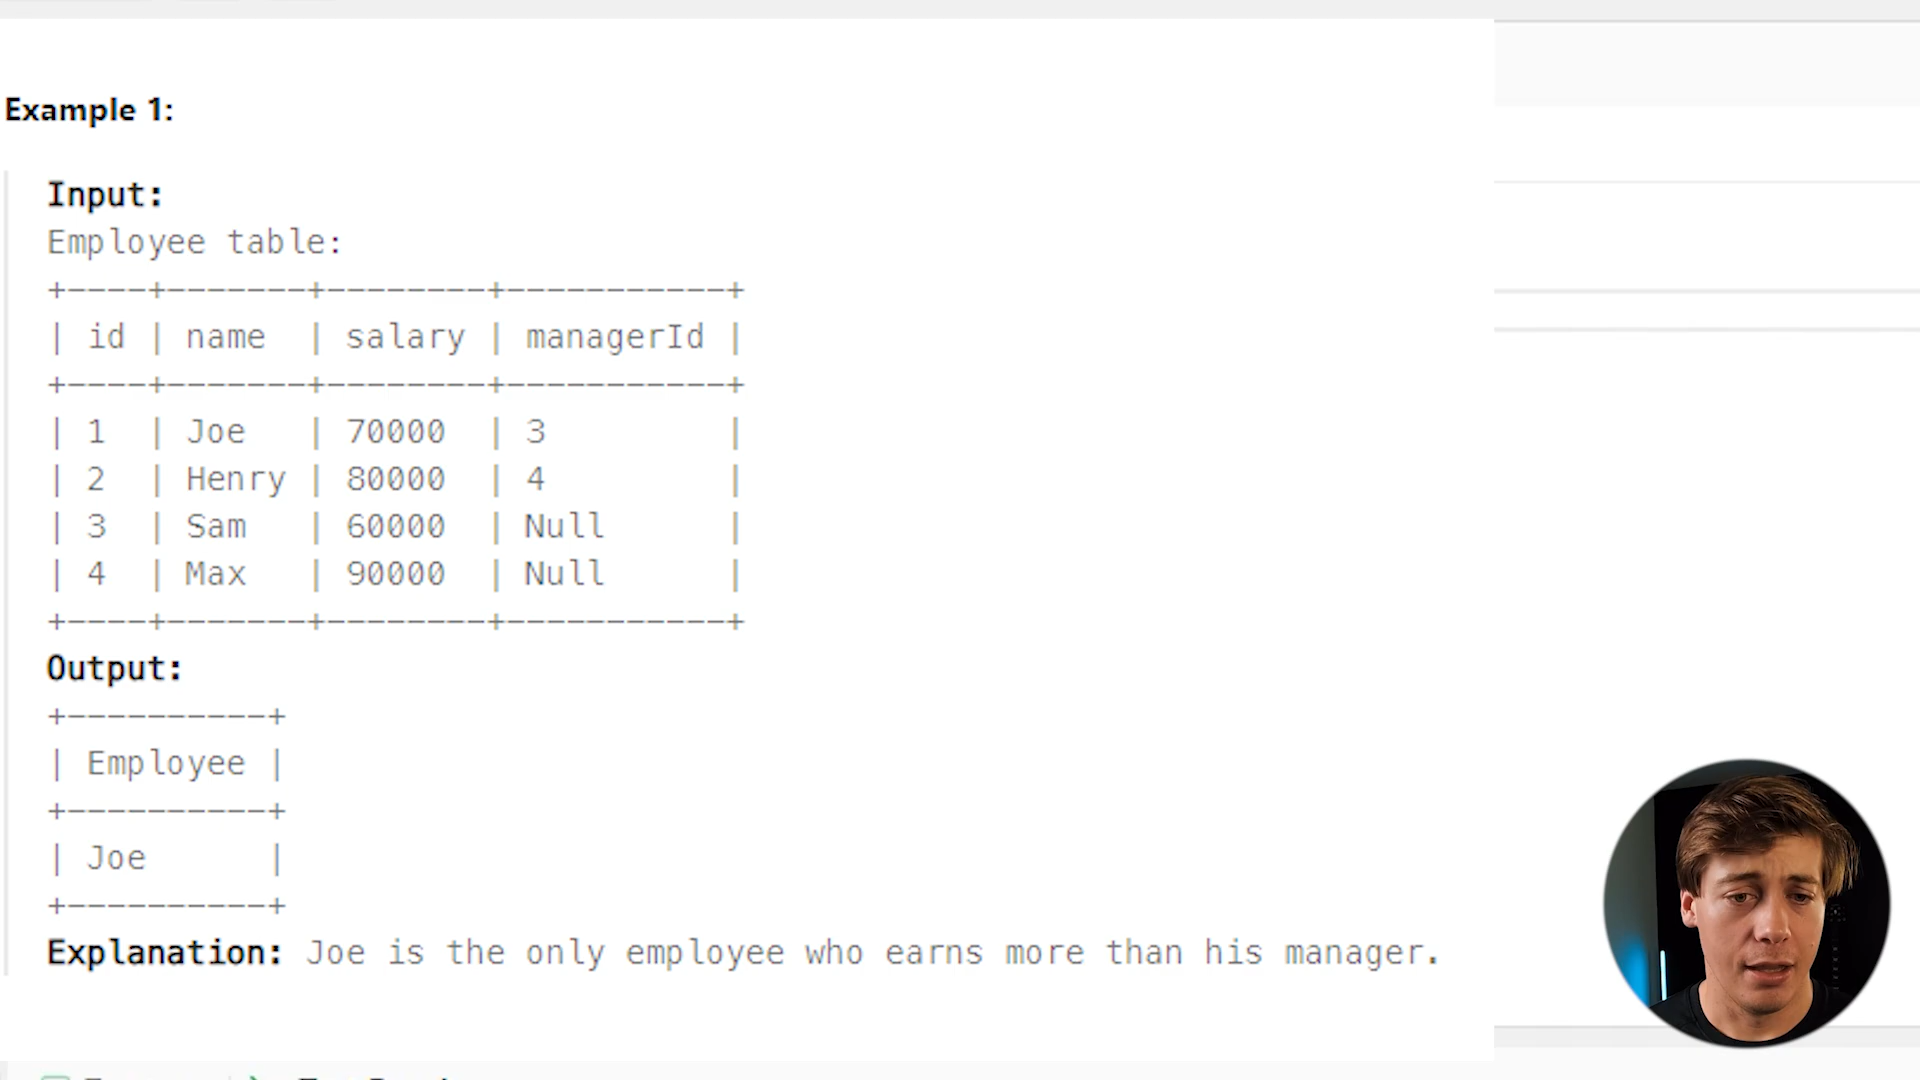 Example 1:
Input:
Employee table:
+----+-------+--------+-----------+
| id | name  | salary | managerId |
+----+-------+--------+-----------+
| 1  | Joe   | 70000  | 3         |
| 2  | Henry | 80000  | 4         |
| 3  | Sam   | 60000  | Null      |
| 4  | Max   | 90000  | Null      |
+----+-------+--------+-----------+
Output:
+----------+
| Employee |
+----------+
| Joe      |
+----------+
Explanation: Joe is the only employee who earns more than his manager.